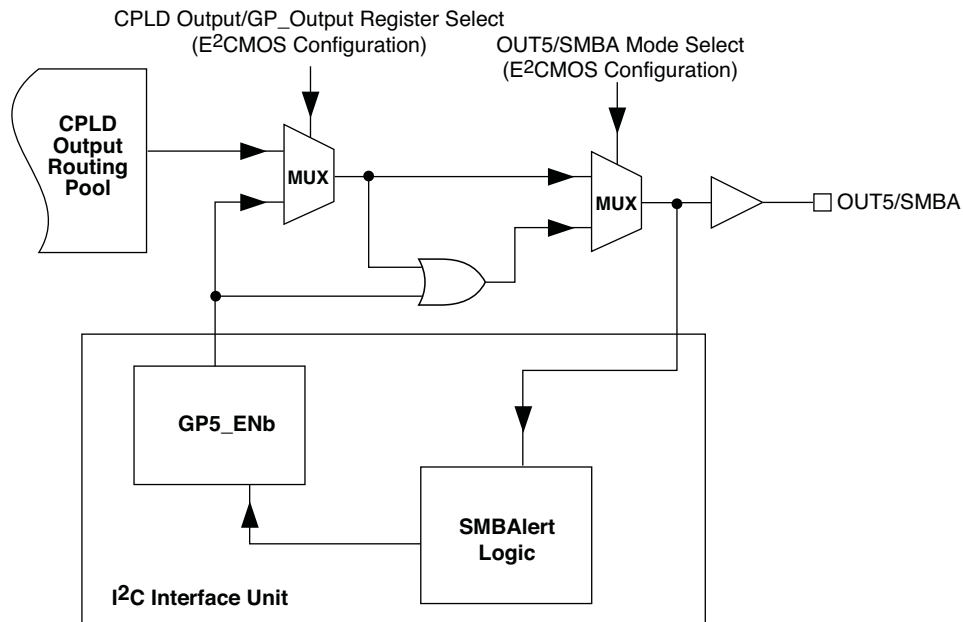 CPLD Output/GP_Output Register Select
(E²CMOS Configuration)
OUT5/SMBA Mode Select
(E²CMOS Configuration)
CPLD
Output
Routing
Pool
MUX
MUX
OUT5/SMBA
GP5_ENb
SMBAlert
Logic
I²C Interface Unit